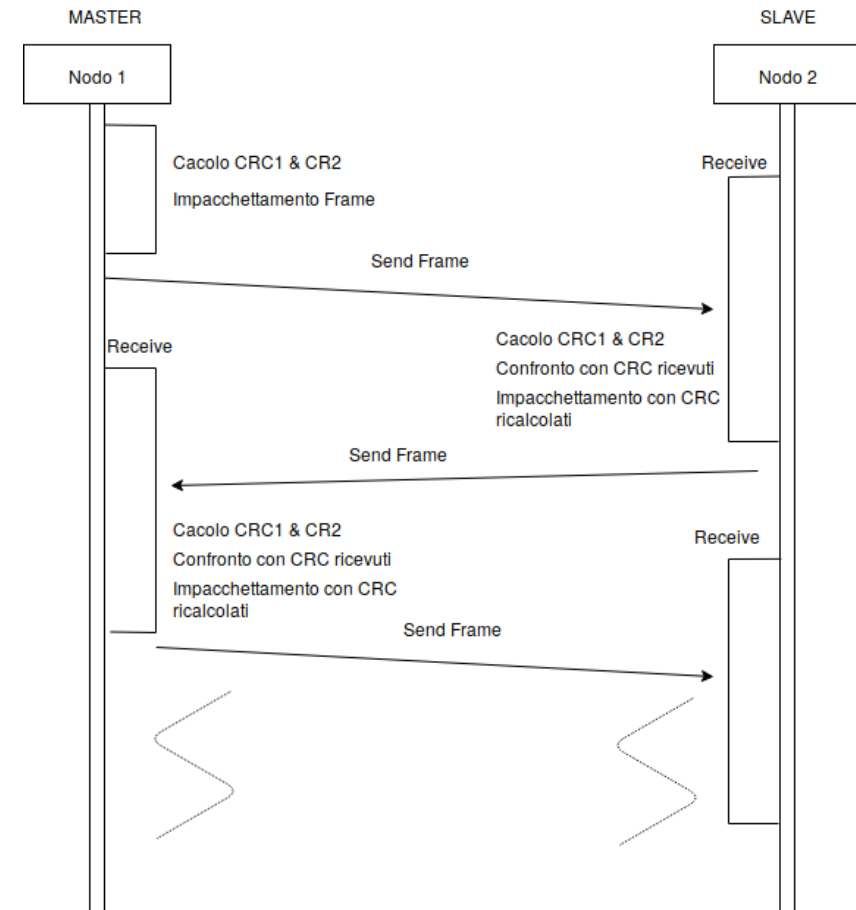 MASTER
SLAVE
Nodo 1
Nodo 2
Cacolo CRC1 & CR2
Impacchettamento Frame
Receive
Send Frame
Cacolo CRC1 & CR2
Confronto con CRC ricevuti
Impacchettamento con CRC
ricalcolati
Receive
Send Frame
Cacolo CRC1 & CR2
Confronto con CRC ricevuti
Impacchettamento con CRC
ricalcolati
Receive
Send Frame